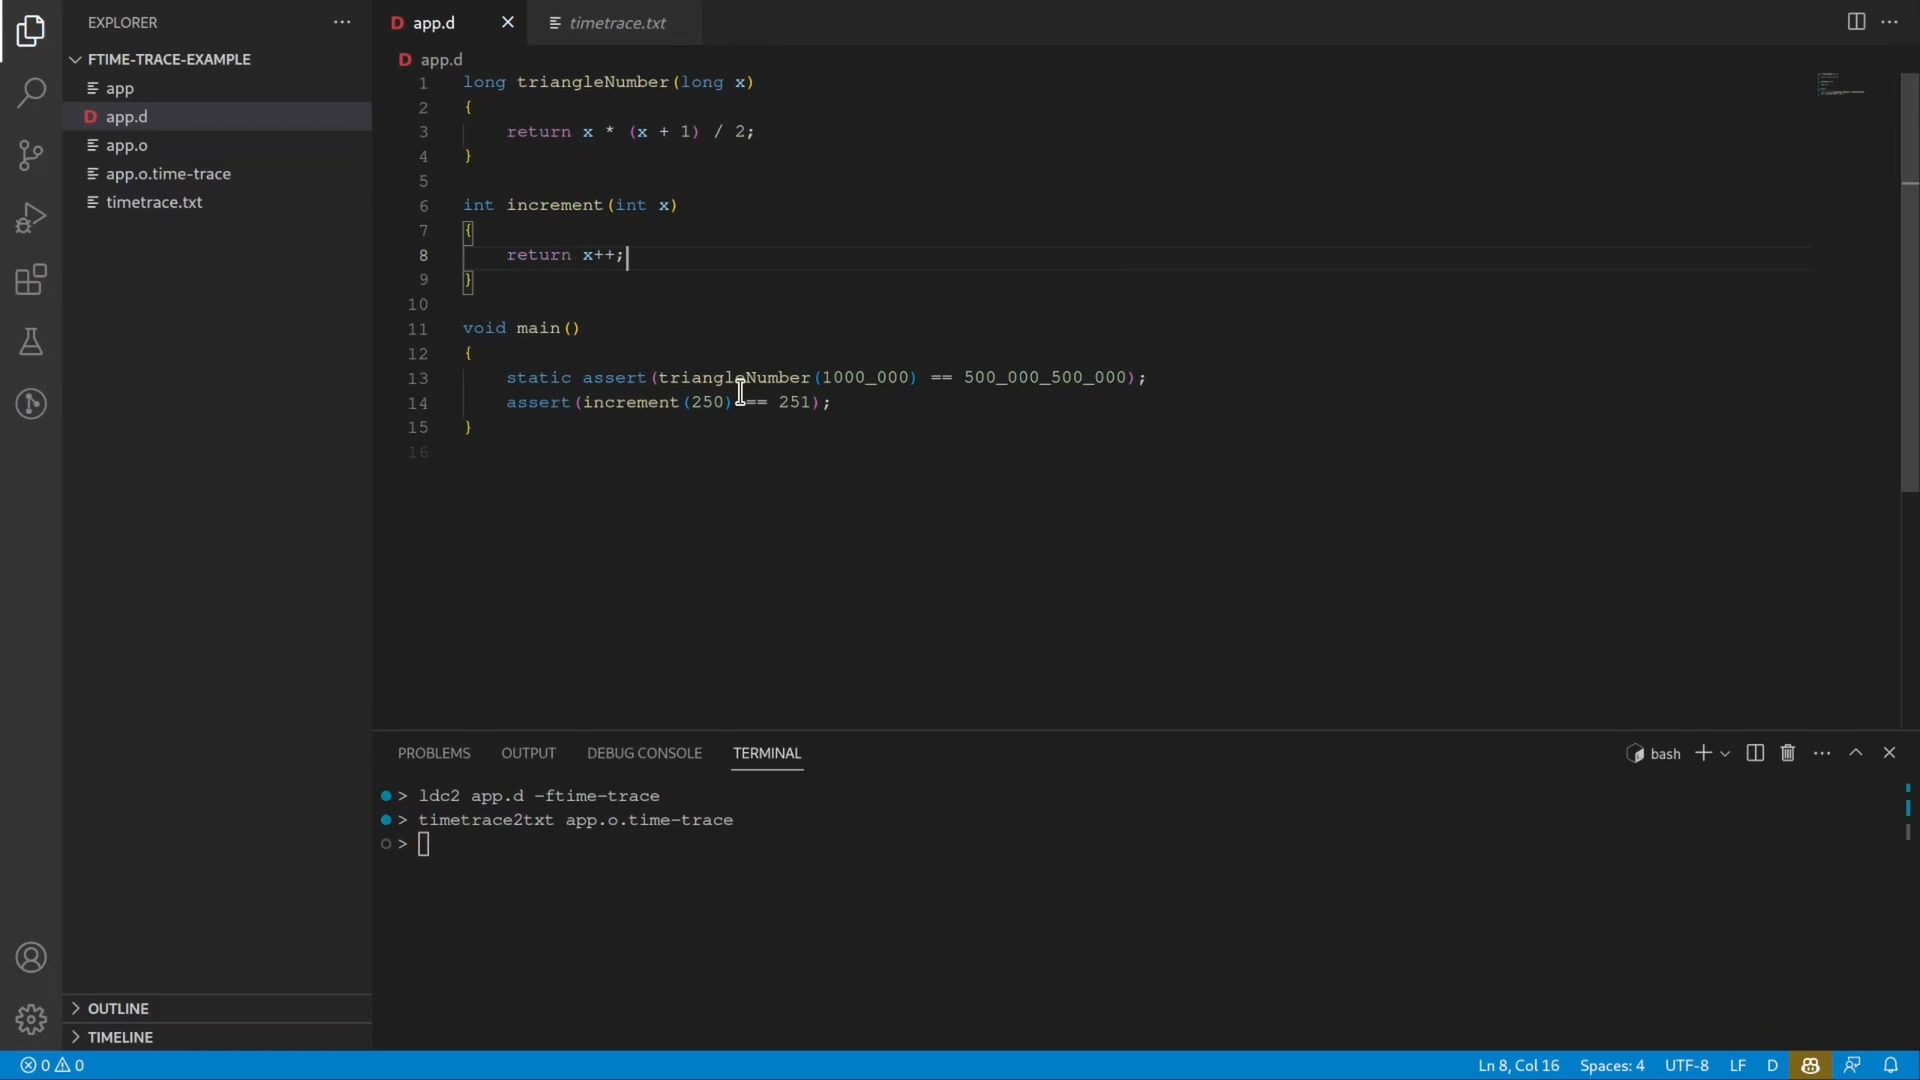 EXPLORER
FTIME-TRACE-EXAMPLE
app
D app.d
app.o
app.o.time-trace
timetrace.txt
OUTLINE
TIMELINE
D app.d
timetrace.txt
D app.d
1 long triangleNumber(long x)
2 {
3 return x * (x + 1) / 2;
4 }
5
6 int increment(int x)
7 {
8 return x++;
9 }
10
11 void main()
12 {
13 static assert(triangleNumber(1000_000) == 500_000_500_000);
14 assert(increment(250) == 251);
15 }
16
PROBLEMS OUTPUT DEBUG CONSOLE TERMINAL
bash
> ldc2 app.d -ftime-trace
> timetrace2txt app.o.time-trace
>
0 0
Ln 8, Col 16 Spaces: 4 UTF-8 LF D